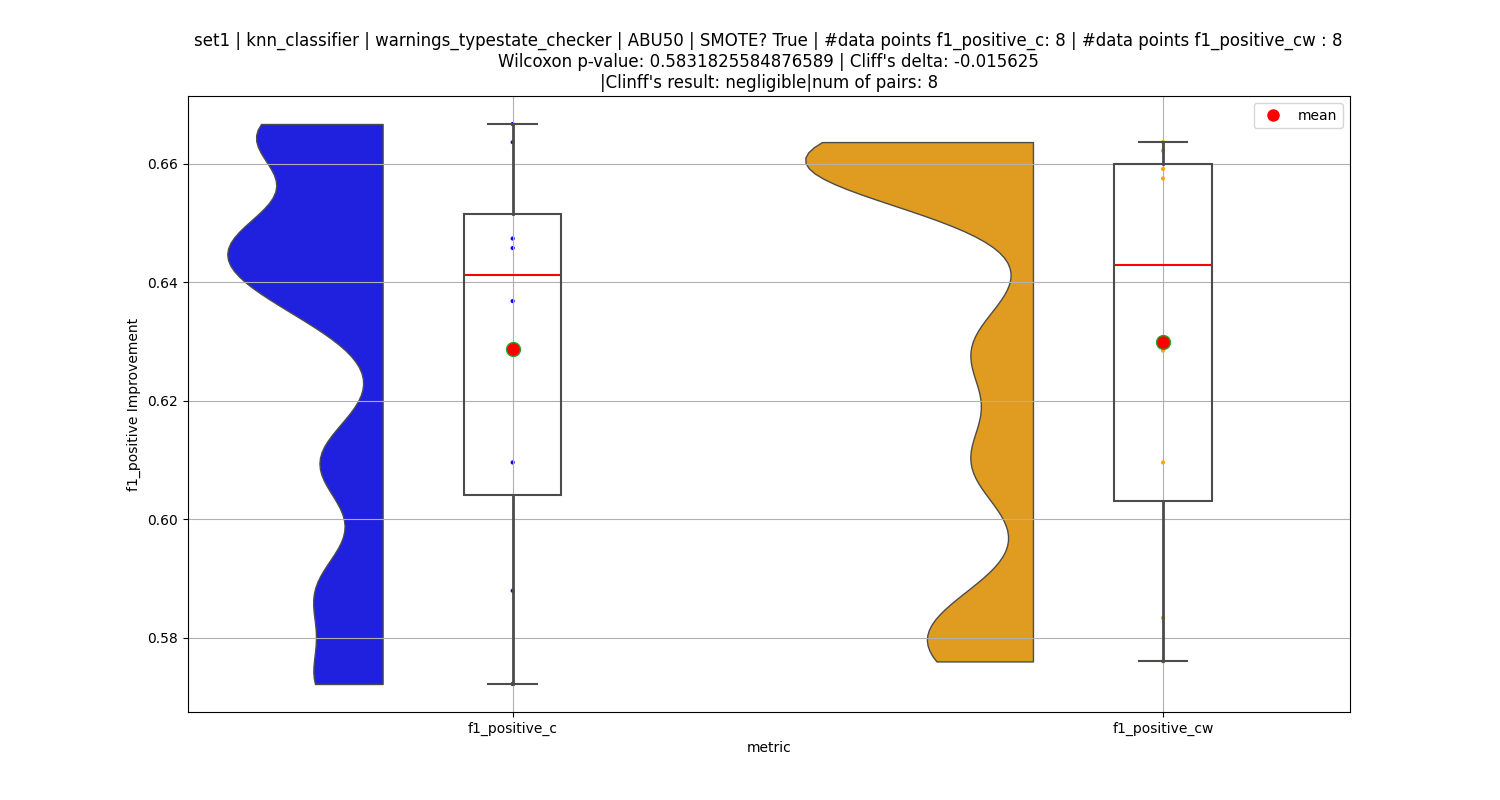 set1 | knn_classifier | warnings_typestate_checker | ABU50 | SMOTE? True | #data points f1_positive_c: 8 | #data points f1_positive_cw : 8
Wilcoxon p-value: 0.5831825584876589 | Cliff's delta: -0.015625
|Clinff's result: negligible|num of pairs: 8
mean
0.66
0.64
0.62
0.60
0.58
f1_positive Improvement
f1_positive_c
f1_positive_cw
metric